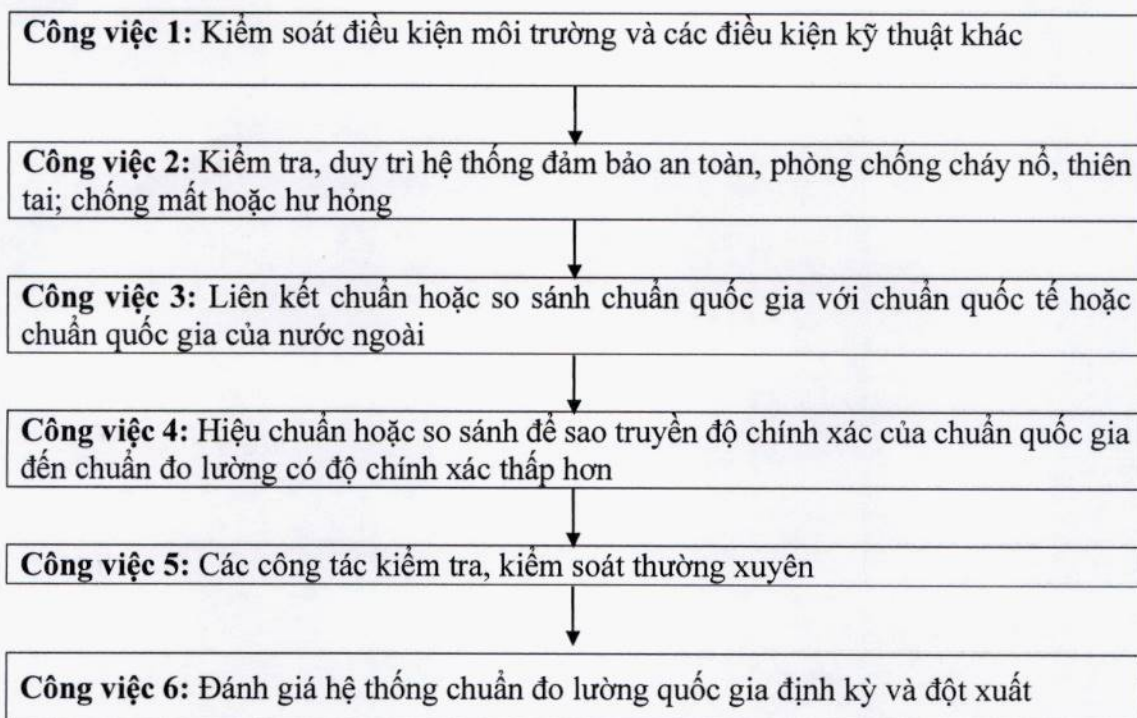 Công việc 1: Kiểm soát điều kiện môi trường và các điều kiện kỹ thuật khác
Công việc 2: Kiểm tra, duy trì hệ thống đảm bảo an toàn, phòng chống cháy nổ, thiên
tai; chống mất hoặc hư hỏng
Công việc 3: Liên kết chuẩn hoặc so sánh chuẩn quốc gia với chuẩn quốc tế hoặc
chuẩn quốc gia của nước ngoài
Công việc 4: Hiệu chuẩn hoặc so sánh để sao truyền độ chính xác của chuẩn quốc gia
đến chuẩn đo lường có độ chính xác thấp hơn
Công việc 5: Các công tác kiểm tra, kiểm soát thường xuyên
Công việc 6: Đánh giá hệ thống chuẩn đo lường quốc gia định kỳ và đột xuất